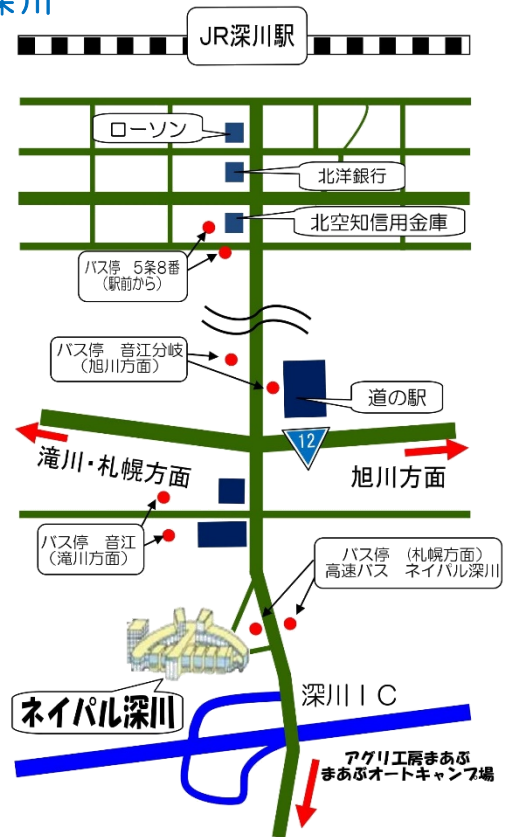 深川
JR深川駅
ローソン
北洋銀行
北空知信用金庫
バス停 5条8番
(駅前から)
バス停 音江分岐
(旭川方面)
道の駅
12
滝川・札幌方面
旭川方面
バス停 音江
(滝川方面)
バス停 (札幌方面)
高速バス ネイパル深川
ネイパル深川
深川IC
アグリ工房まあぶ
まあぶオートキャンプ場